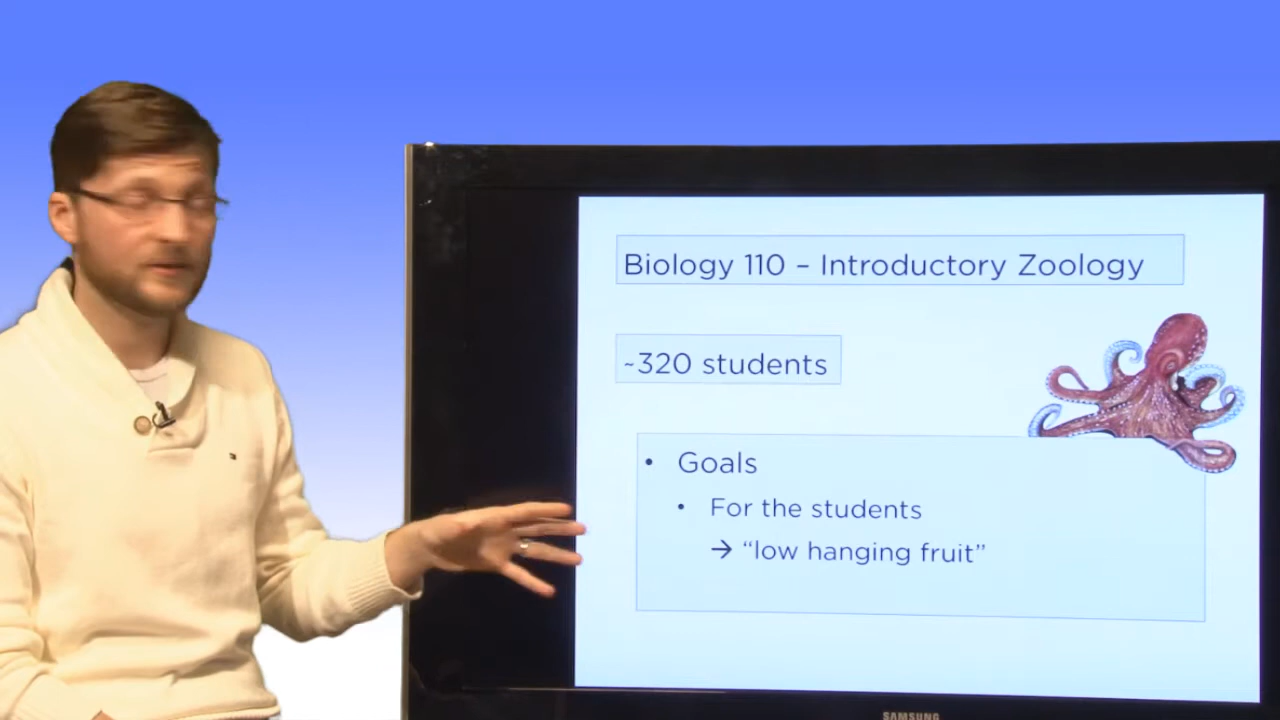 Biology 110 – Introductory Zoology
~320 students
• Goals
• For the students
→ “low hanging fruit”
SAMSUNG